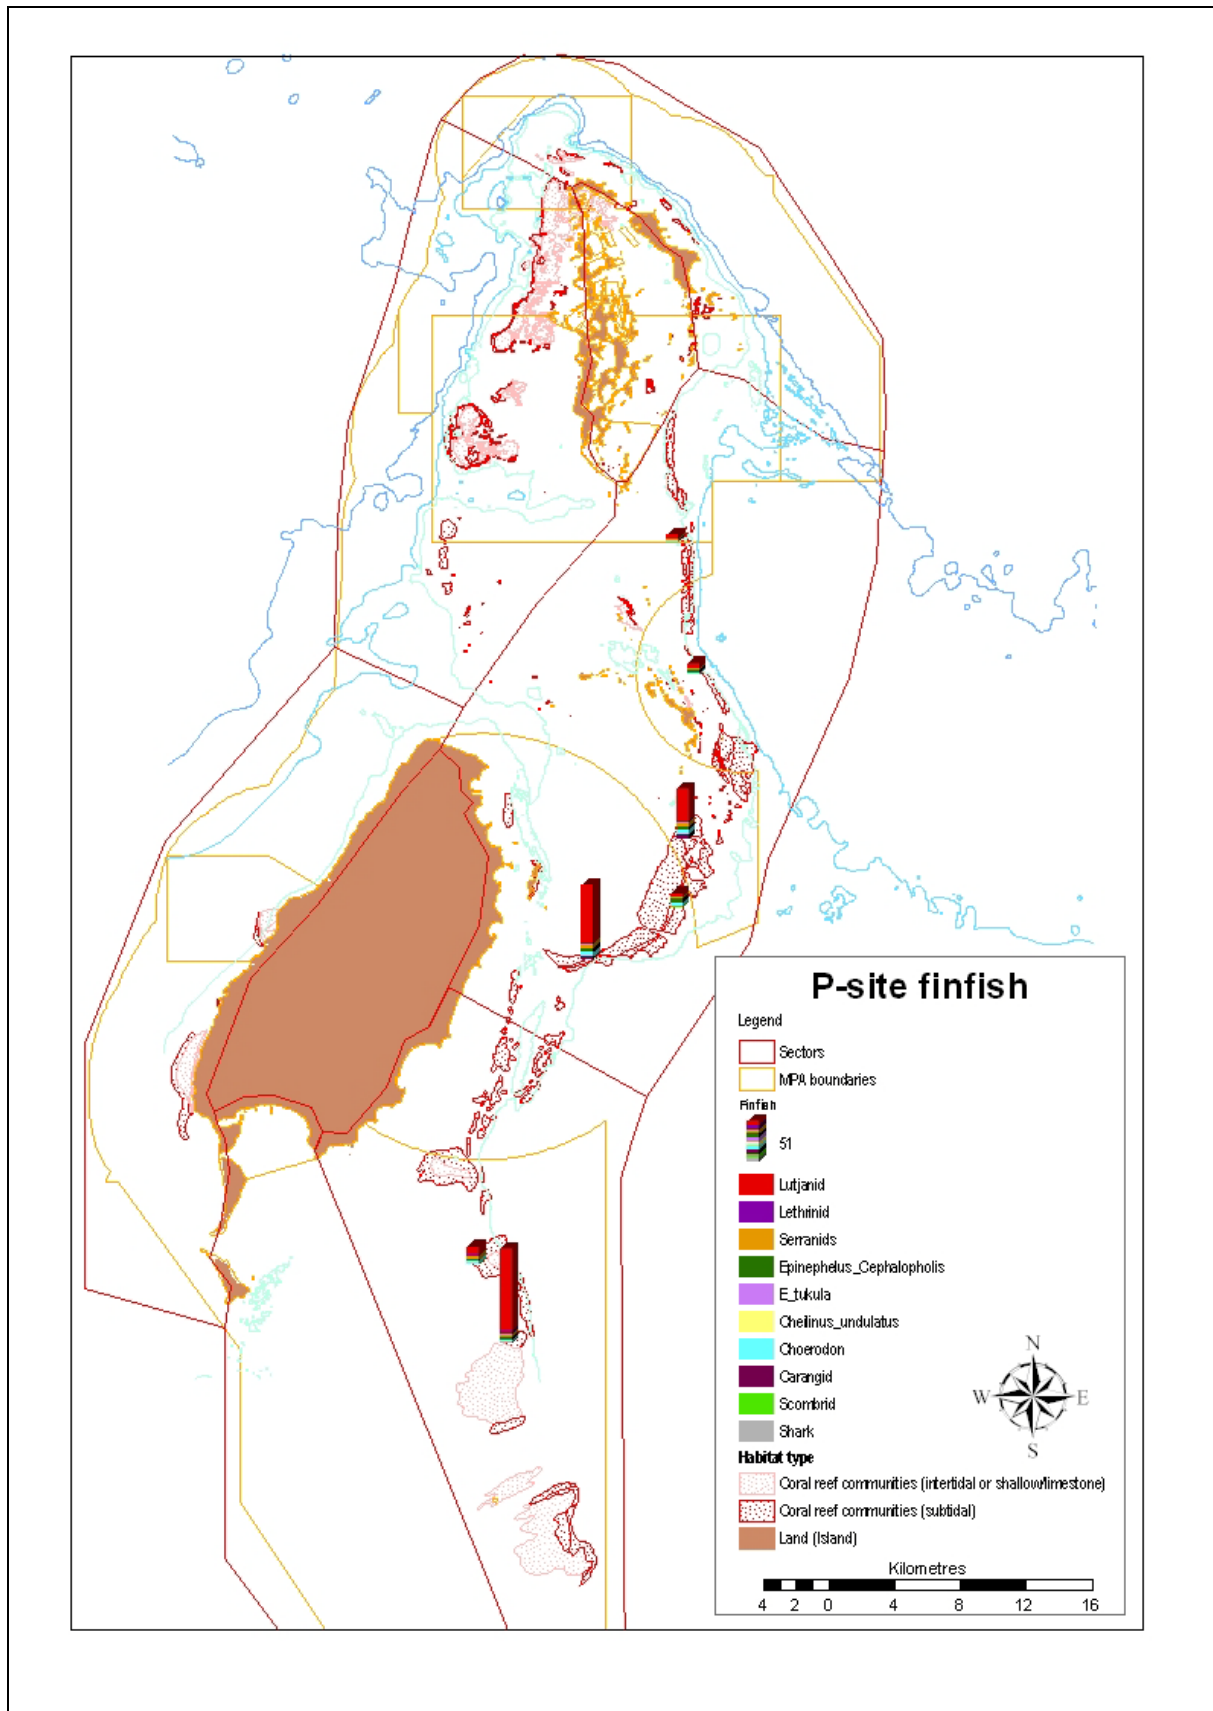 P-site finfish
Legend
Sectors
MPA boundaries
Finfish
51
Lutjanid
Lethrinid
Serranids
Epinephelus_Cephalopholis
E_tukula
Cheilinus_undulatus
Choerodon
Carangid
Scombrid
Shark
N
W E
S
Habitat type
Coral reef communities (intertidal or shallow/limestone)
Coral reef communities (subtidal)
Land (Island)
Kilometres
4 2 0 4 8 12 16